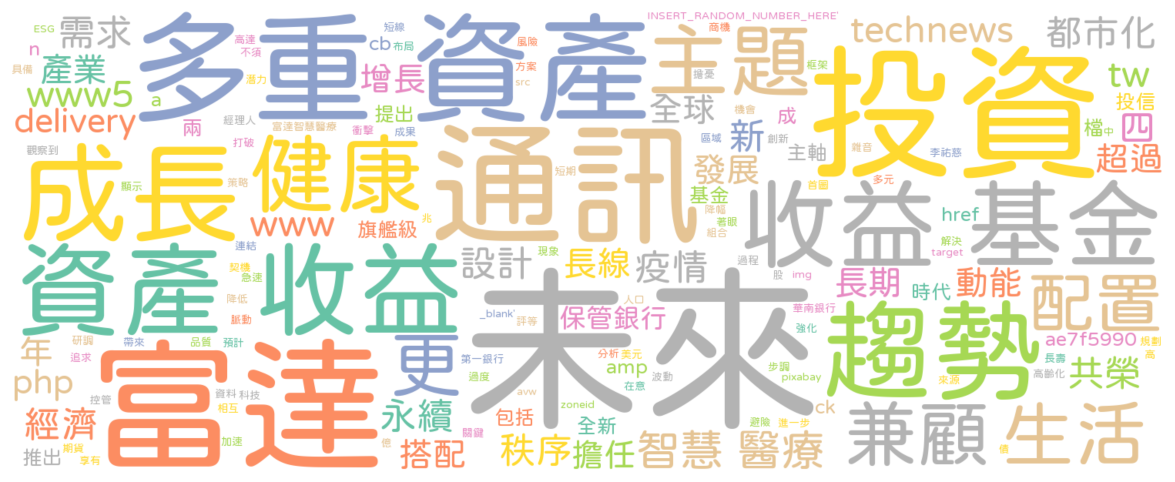 ESG 需求 多重資產 短線 cb 布局 高達 不須 風險 INSERT_RANDOM_NUMBER_HERE' 商機 主題 technews 都市化
n 具備 產業 潛力 增長 方案 src 擔憂 框架 投資 tw
www5 a 提出 全球 投信
delivery 兩 經理人 富達智慧醫療 衝擊 成果 機會 成 檔 中 四
觀察到 打破 健康 通訊 區域 新 創新 主軸 雜音 李祐慈 超過
成長 顯示 策略 短期 發展 首選 多元
www 旗艦級 兆 基金 降幅 著眼 組合 收益 基金 href 解決 target
資產 連結 收益 設計 現象 長線 疫情 過程 股 img 長期 時代 動能
契機 急速 降低 脈動 未來 人口 _blank' 評等 保管銀行 華南銀行 配置
年 研調 追求 帶來 品質 預計 更 第一銀行 分析 美元 強化 趨勢 ae7f5990 規劃 高
php 控管 富達 資料 科技 相互 過度 amp 在意 波動 步調 pixabay 來源 長壽 高齡化 共榮
avw zoneid
經濟 永續 包括 全新 避險 進一步 ck 兼顧 生活
推出 期貨 享有 加速 億 搭配 關鍵 秩序 擔任 智慧 醫療 債